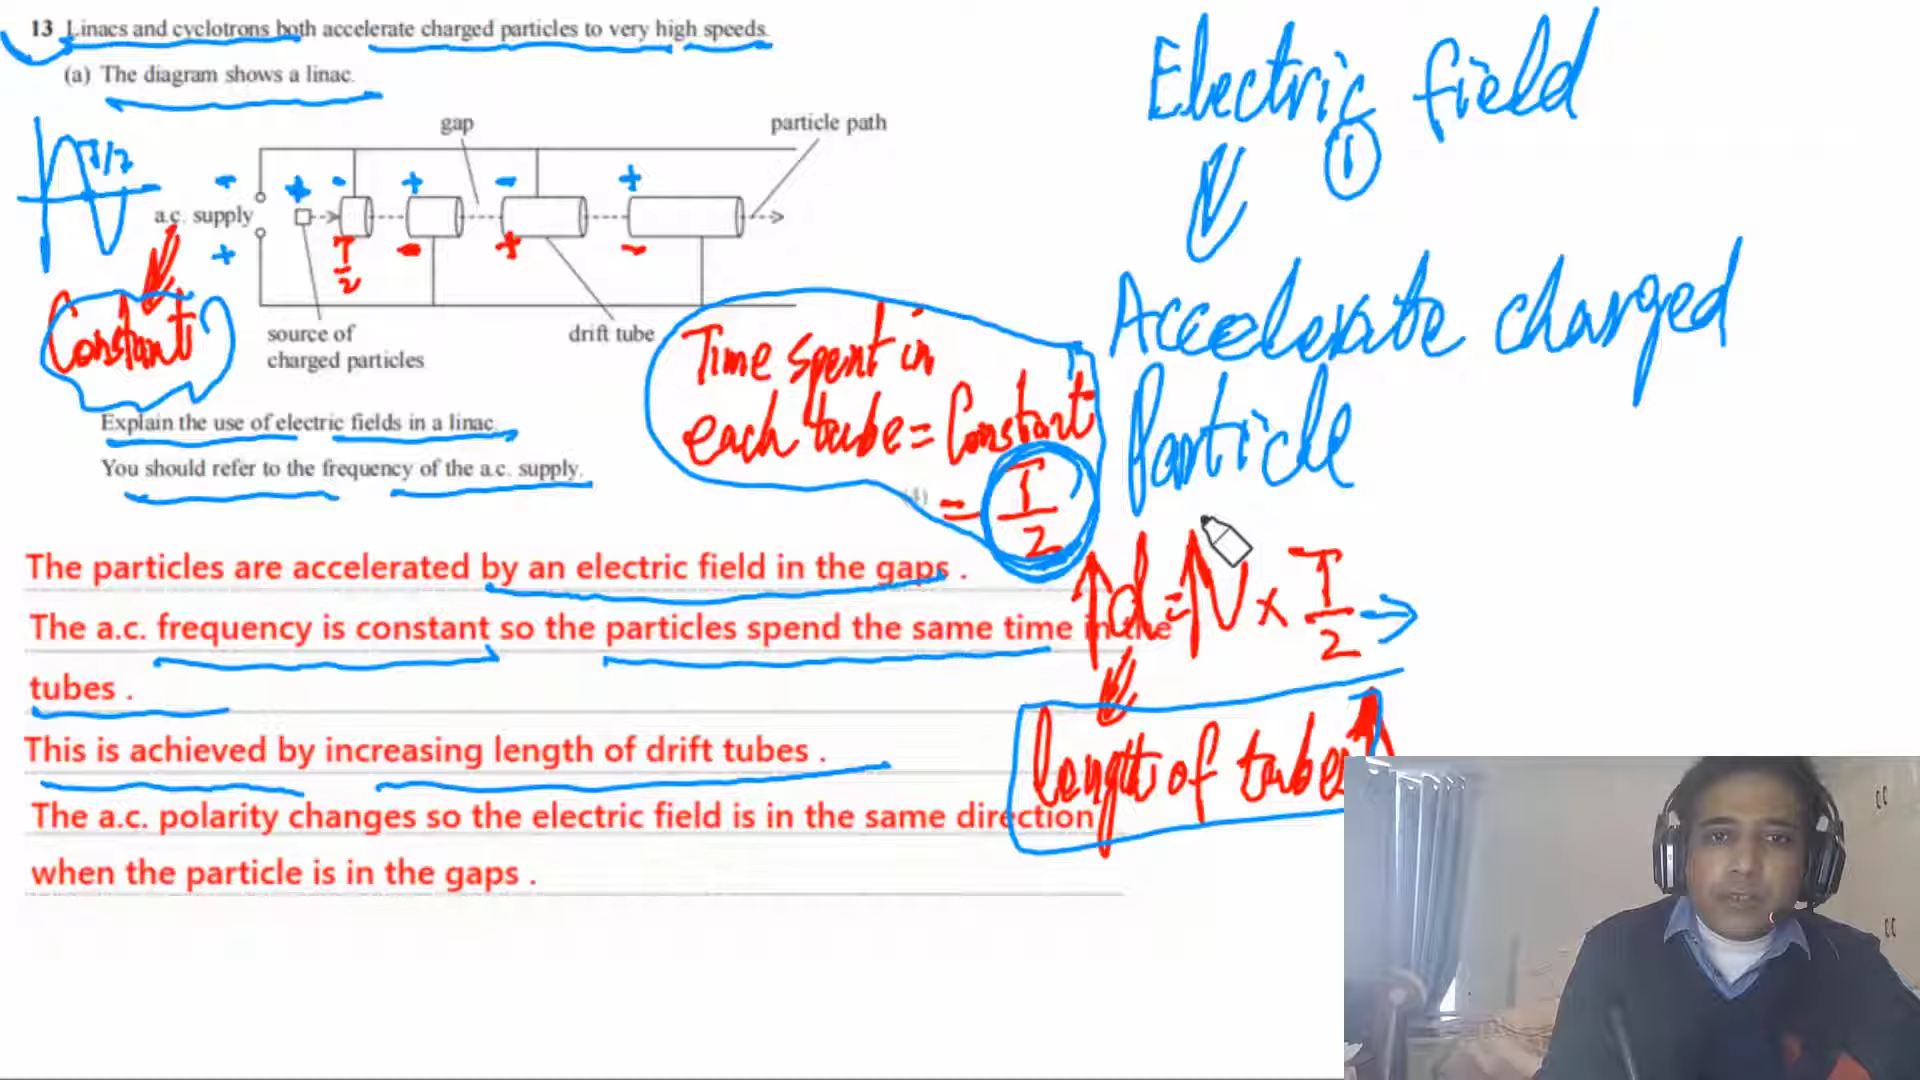 13 Linacs and cyclotrons both accelerate charged particles to very high speeds.
(a) The diagram shows a linac.
gap
particle path
a.c. supply
source of
charged particles
drift tube
- + - + - +
+
T/2 - + -
Constant
Explain the use of electric fields in a linac.
You should refer to the frequency of the a.c. supply.
(4)
Time spent in
each tube = Constant
= T/2
The particles are accelerated by an electric field in the gaps .
The a.c. frequency is constant so the particles spend the same time in the
tubes .
This is achieved by increasing length of drift tubes .
The a.c. polarity changes so the electric field is in the same direction
when the particle is in the gaps .
Electric field
1
Accelerate charged
Particle
↑d = ↑V × T/2 →
length of tubes ↑